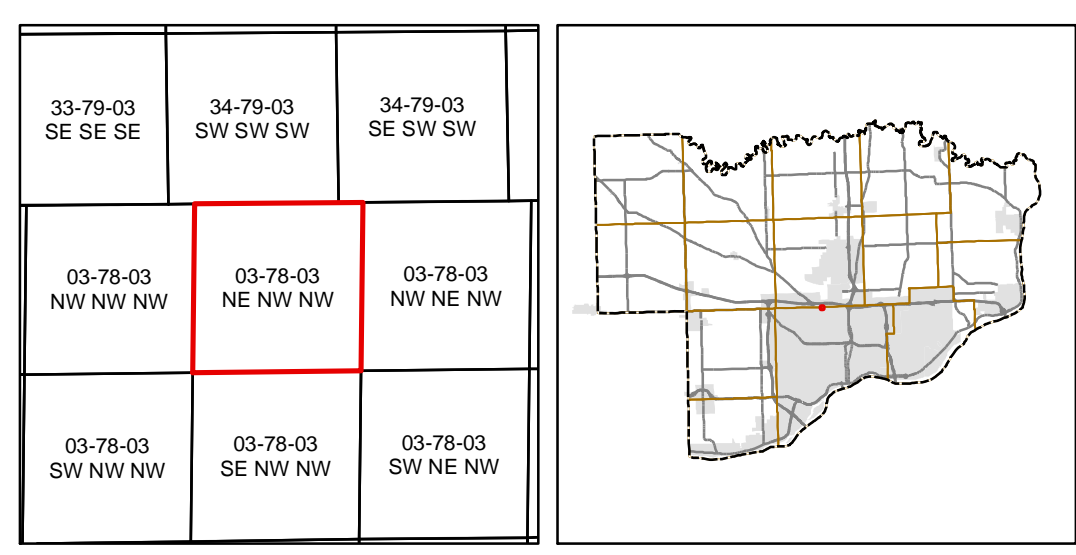 33-79-03
SE SE SE
34-79-03
SW SW SW
34-79-03
SE SW SW
03-78-03
NW NW NW
03-78-03
NE NW NW
03-78-03
NW NE NW
03-78-03
SW NW NW
03-78-03
SE NW NW
03-78-03
SW NE NW